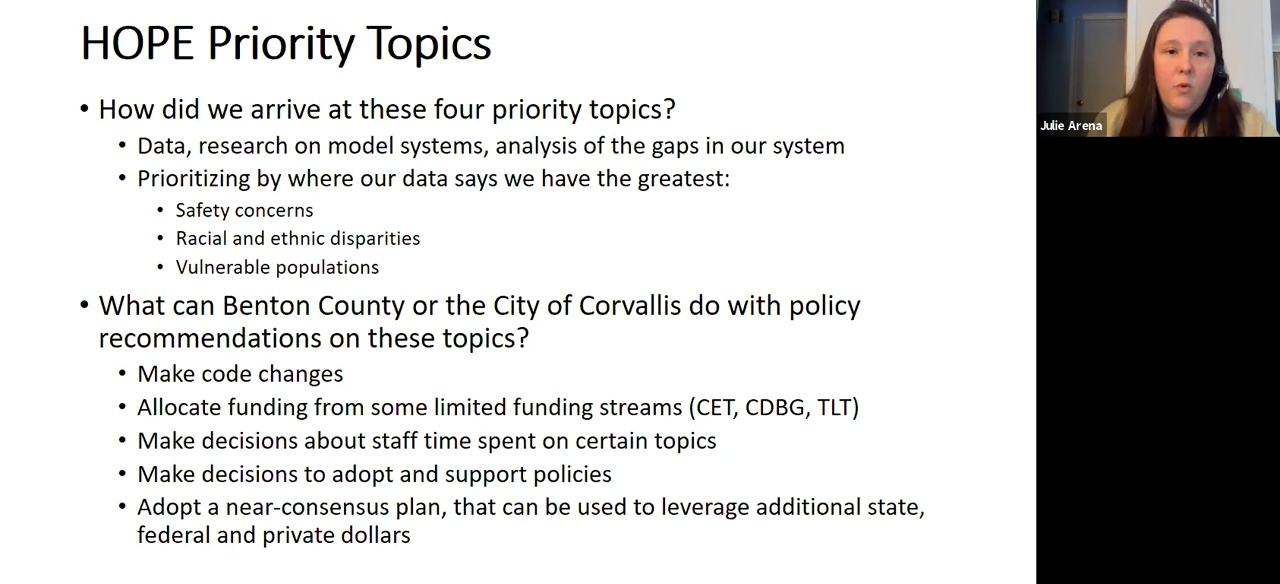 HOPE Priority Topics
• How did we arrive at these four priority topics?
• Data, research on model systems, analysis of the gaps in our system
• Prioritizing by where our data says we have the greatest:
• Safety concerns
• Racial and ethnic disparities
• Vulnerable populations
• What can Benton County or the City of Corvallis do with policy
recommendations on these topics?
• Make code changes
• Allocate funding from some limited funding streams (CET, CDBG, TLT)
• Make decisions about staff time spent on certain topics
• Make decisions to adopt and support policies
• Adopt a near-consensus plan, that can be used to leverage additional state,
federal and private dollars
Julie Arena